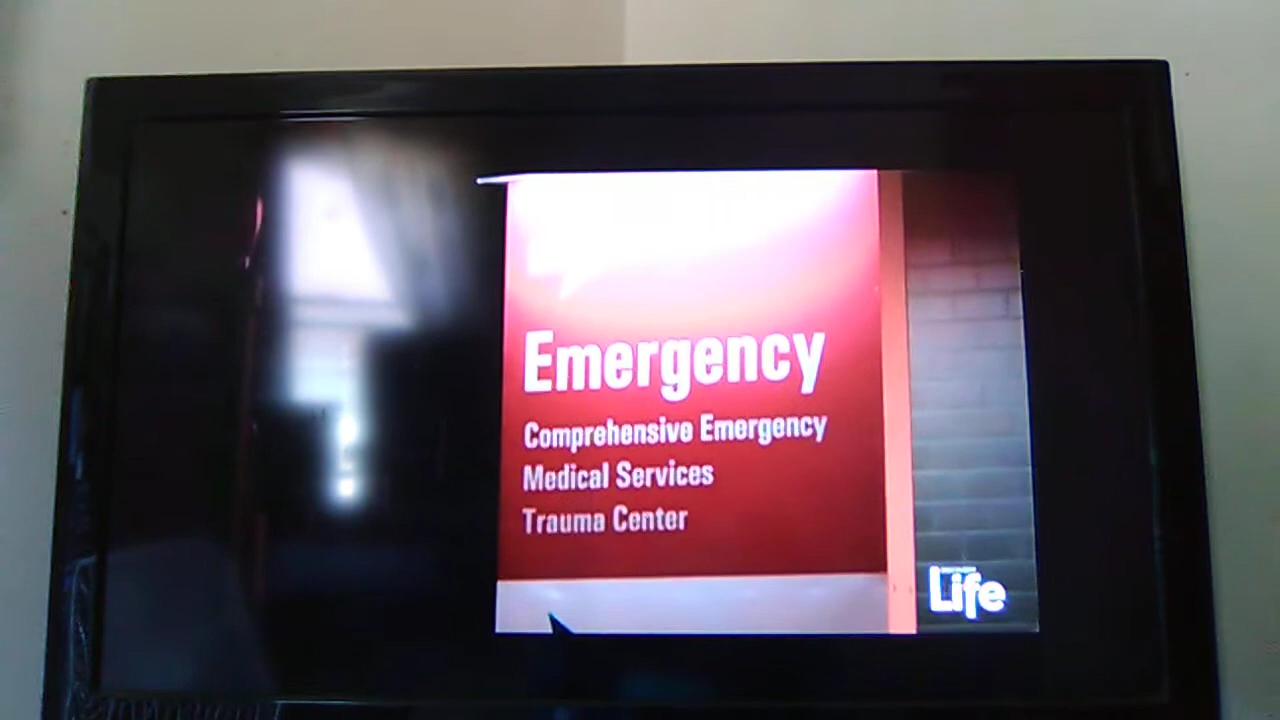 Emergency
Comprehensive Emergency
Medical Services
Trauma Center
Life